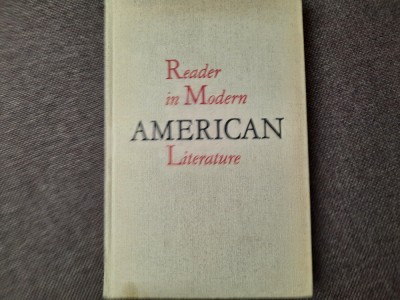 Reader
in Modern
AMERICAN
Literature